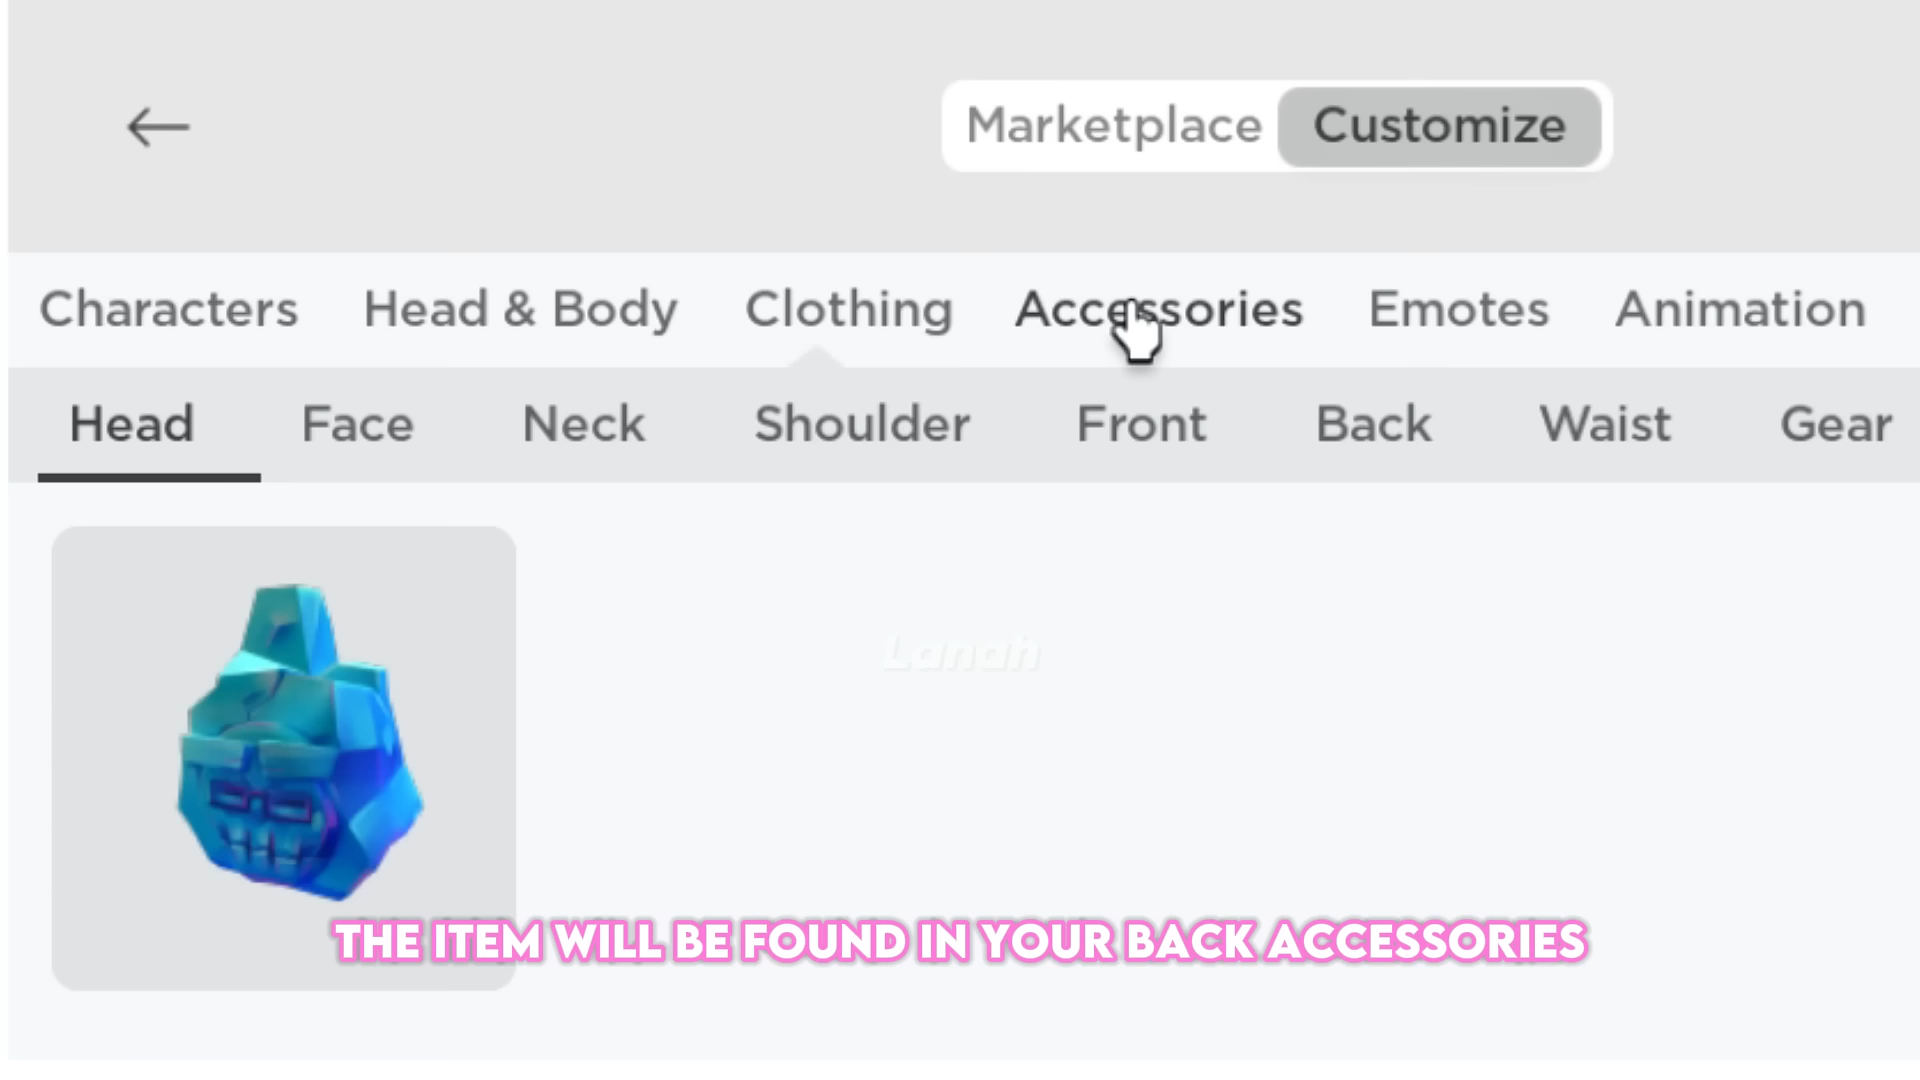 Marketplace Customize
Characters Head & Body Clothing Accessories Emotes Animation
Head Face Neck Shoulder Front Back Waist Gear
Lanah
THE ITEM WILL BE FOUND IN YOUR BACK ACCESSORIES